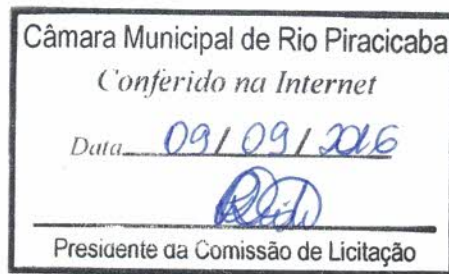 Câmara Municipal de Rio Piracicaba
Conferido na Internet
Data 09/09/2016
Presidente da Comissão de Licitação